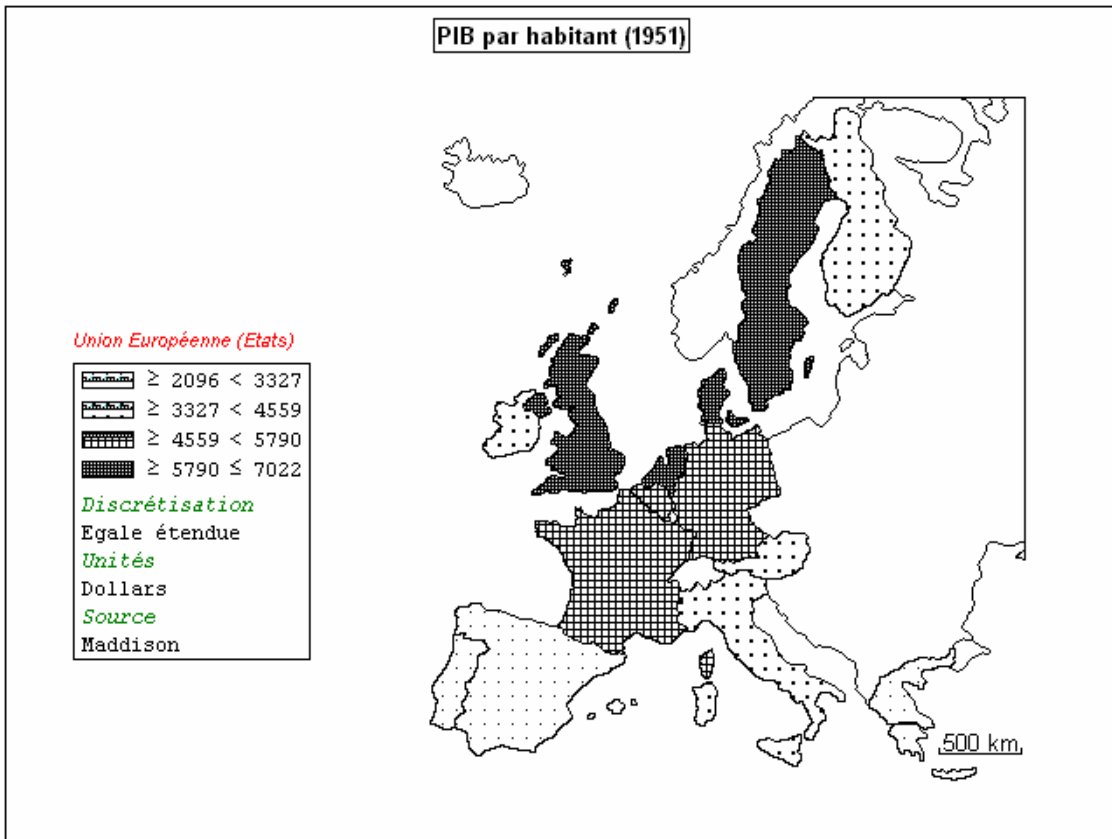 PIB par habitant (1951)
Union Européenne (Etats)
≥ 2096 < 3327
≥ 3327 < 4559
≥ 4559 < 5790
≥ 5790 ≤ 7022
Discrétisation
Egale étendue
Unités
Dollars
Source
Maddison
500 km